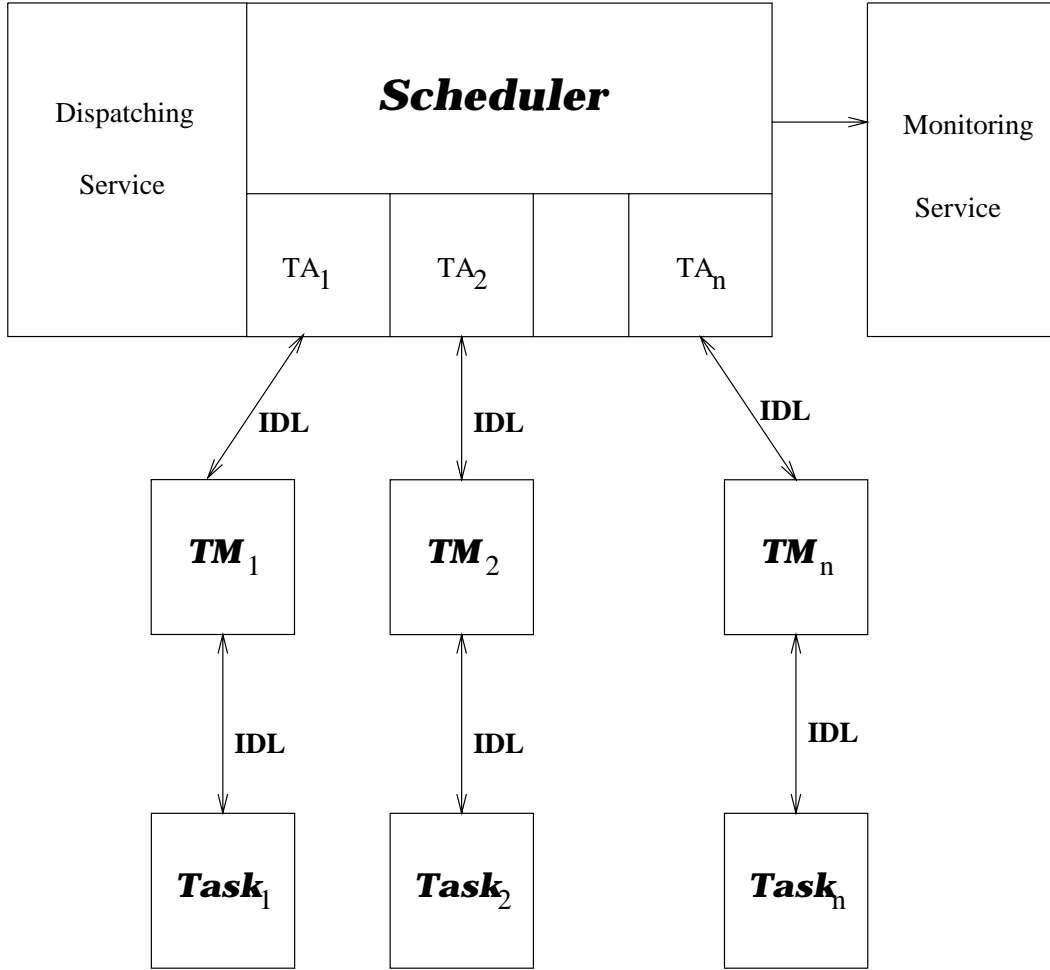 Scheduler
Dispatching
Service
Monitoring
Service
TA1
TA2
TAn
IDL
IDL
IDL
TM1
TM2
TMn
IDL
IDL
IDL
Task1
Task2
Taskn